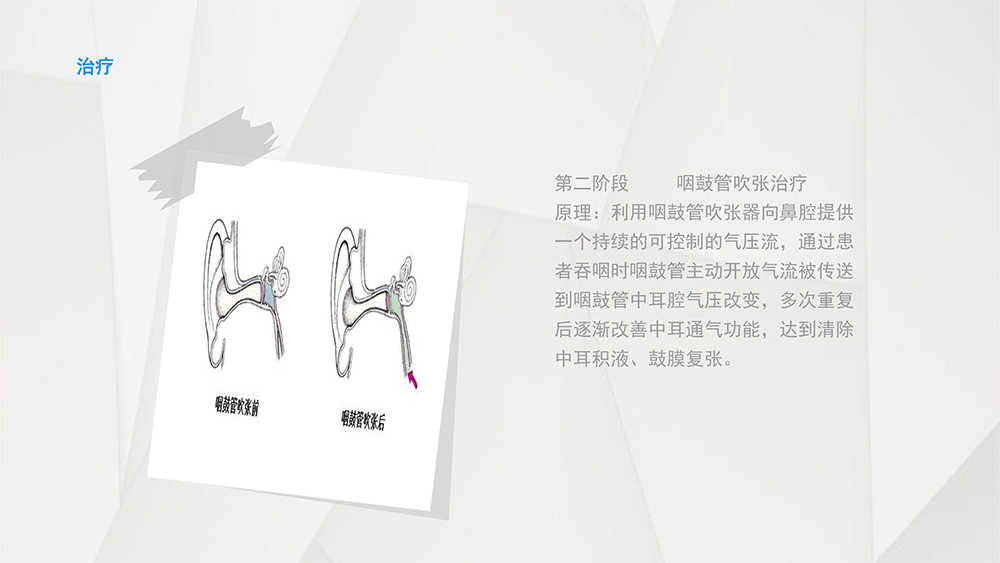 治疗
咽鼓管吹张前
咽鼓管吹张后
第二阶段 咽鼓管吹张治疗
原理：利用咽鼓管吹张器向鼻腔提供
一个持续的可控制的气压流，通过患
者吞咽时咽鼓管主动开放气流被传送
到咽鼓管中耳腔气压改变，多次重复
后逐渐改善中耳通气功能，达到清除
中耳积液、鼓膜复张。